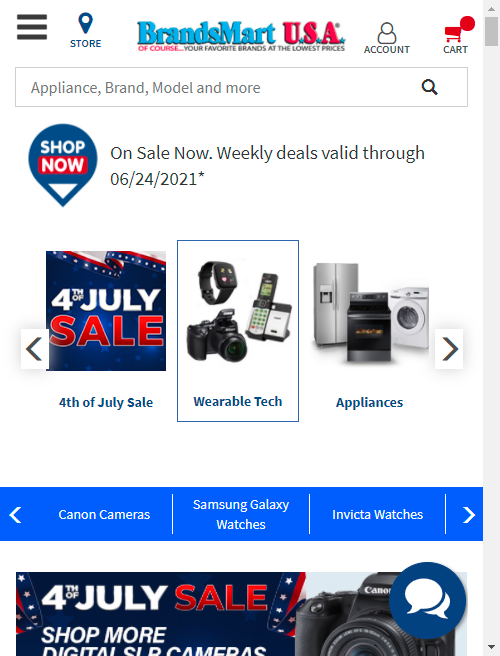 STORE
BrandsMart U.S.A.
OF COURSE...YOUR FAVORITE BRANDS AT THE LOWEST PRICES
ACCOUNT
CART
Appliance, Brand, Model and more
SHOP
NOW
On Sale Now. Weekly deals valid through
06/24/2021*
4TH OF JULY
SALE
4th of July Sale
Wearable Tech
Appliances
Canon Cameras
Samsung Galaxy
Watches
Invicta Watches
4TH OF JULY SALE
SHOP MORE
DIGITAL SLR CAMERAS
Canon